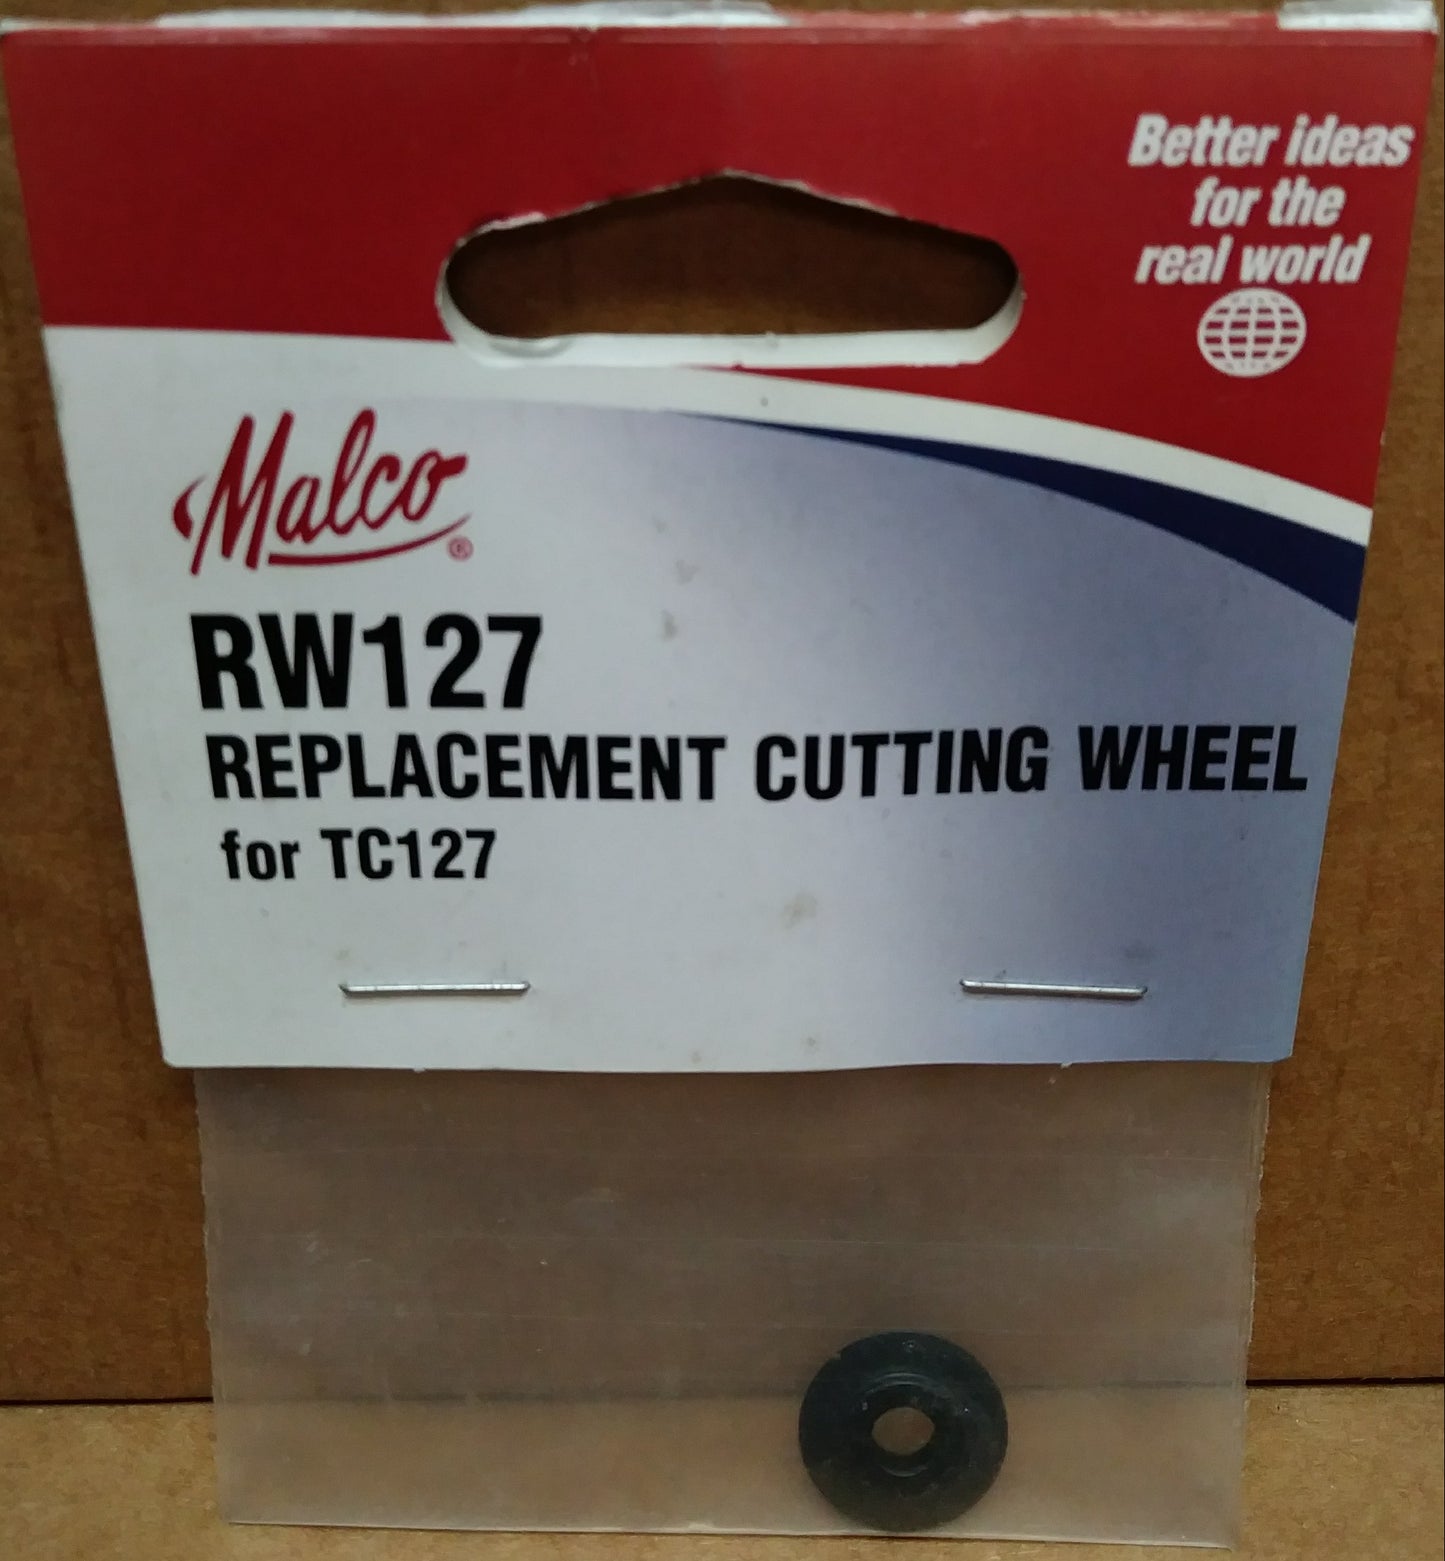 Better ideas
for the
real world
Malco®
RW127
REPLACEMENT CUTTING WHEEL
for TC127